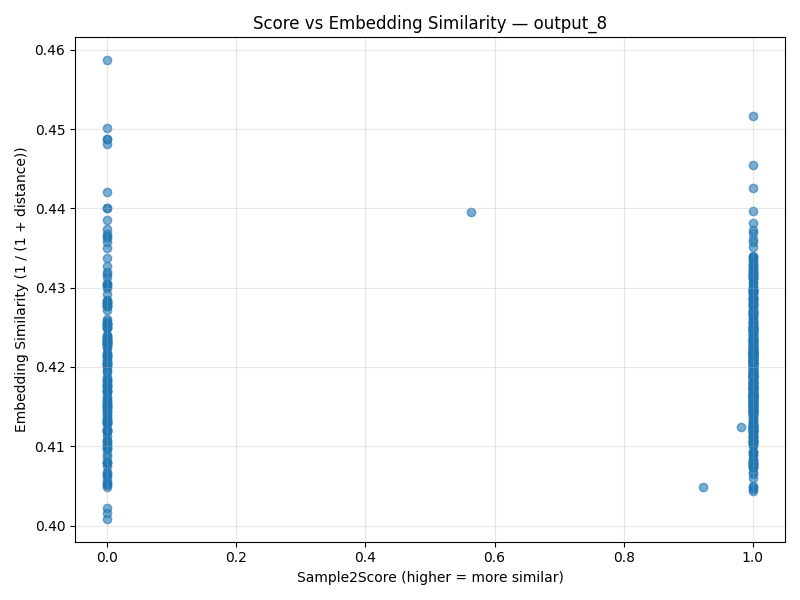 Score vs Embedding Similarity — output_8
Embedding Similarity (1 / (1 + distance))
0.46
0.45
0.44
0.43
0.42
0.41
0.40
0.0 0.2 0.4 0.6 0.8 1.0
Sample2Score (higher = more similar)